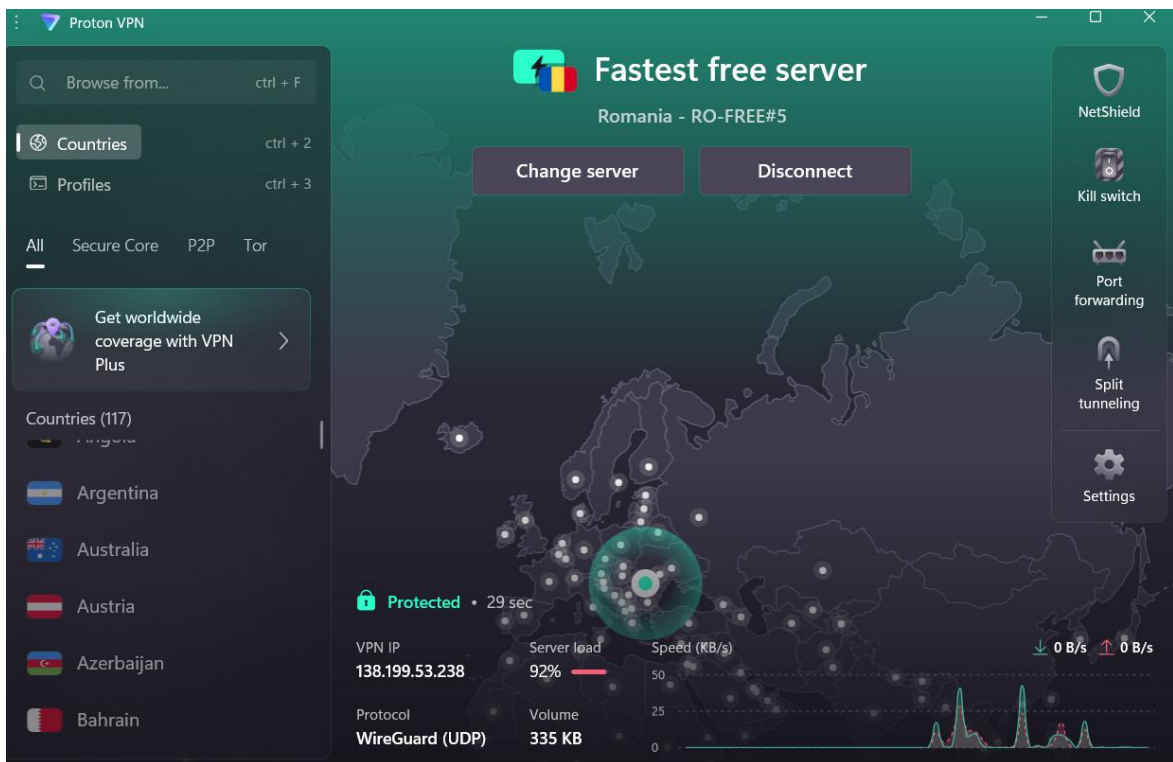 Proton VPN
Browse from...
ctrl + F
Countries
ctrl + 2
Profiles
ctrl + 3
All
Secure Core
P2P
Tor
Get worldwide
coverage with VPN
Plus
Countries (117)
Angola
Argentina
Australia
Austria
Azerbaijan
Bahrain
Fastest free server
Romania - RO-FREE#5
Change server
Disconnect
Protected • 29 sec
VPN IP
138.199.53.238
Server load
92%
Protocol
WireGuard (UDP)
Volume
335 KB
Speed (KB/s)
0 B/s
0 B/s
50
25
0
NetShield
Kill switch
Port
forwarding
Split
tunneling
Settings